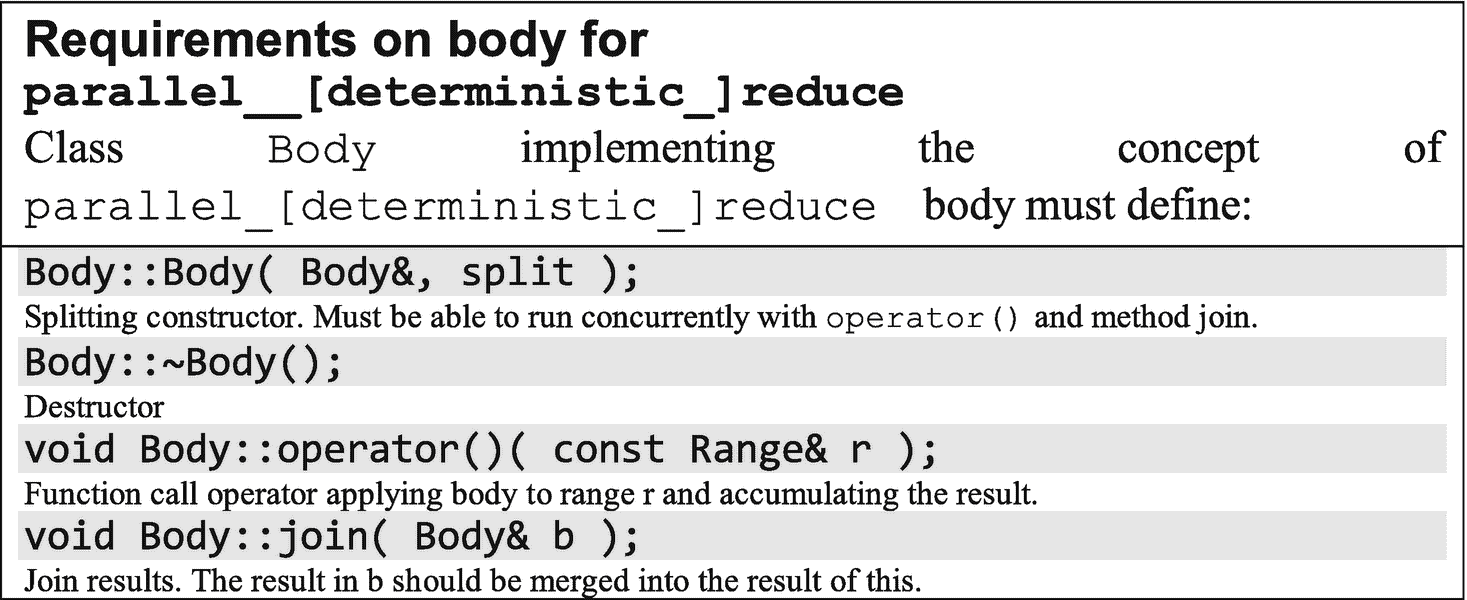 Requirements on body for
parallel__[deterministic_]reduce
Class Body implementing the concept of
parallel_[deterministic_]reduce body must define:
Body::Body( Body&, split );
Splitting constructor. Must be able to run concurrently with operator() and method join.
Body::~Body();
Destructor
void Body::operator()( const Range& r );
Function call operator applying body to range r and accumulating the result.
void Body::join( Body& b );
Join results. The result in b should be merged into the result of this.